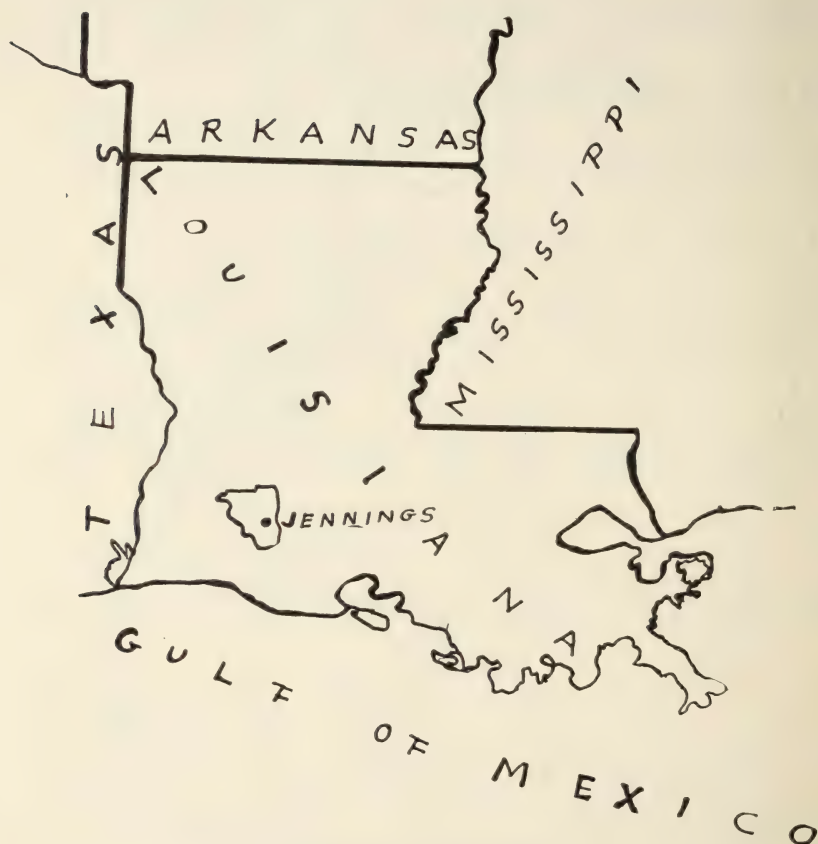 ARKANSAS
TEXAS
LOUISIANA
MISSISSIPPI
JENNINGS
GULF OF MEXICO